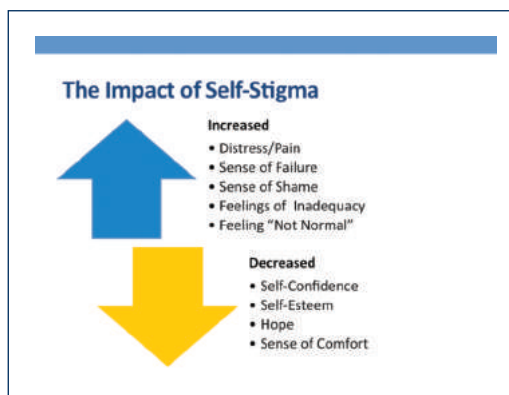 The Impact of Self-Stigma
Increased
• Distress/Pain
• Sense of Failure
• Sense of Shame
• Feelings of Inadequacy
• Feeling “Not Normal”
Decreased
• Self-Confidence
• Self-Esteem
• Hope
• Sense of Comfort